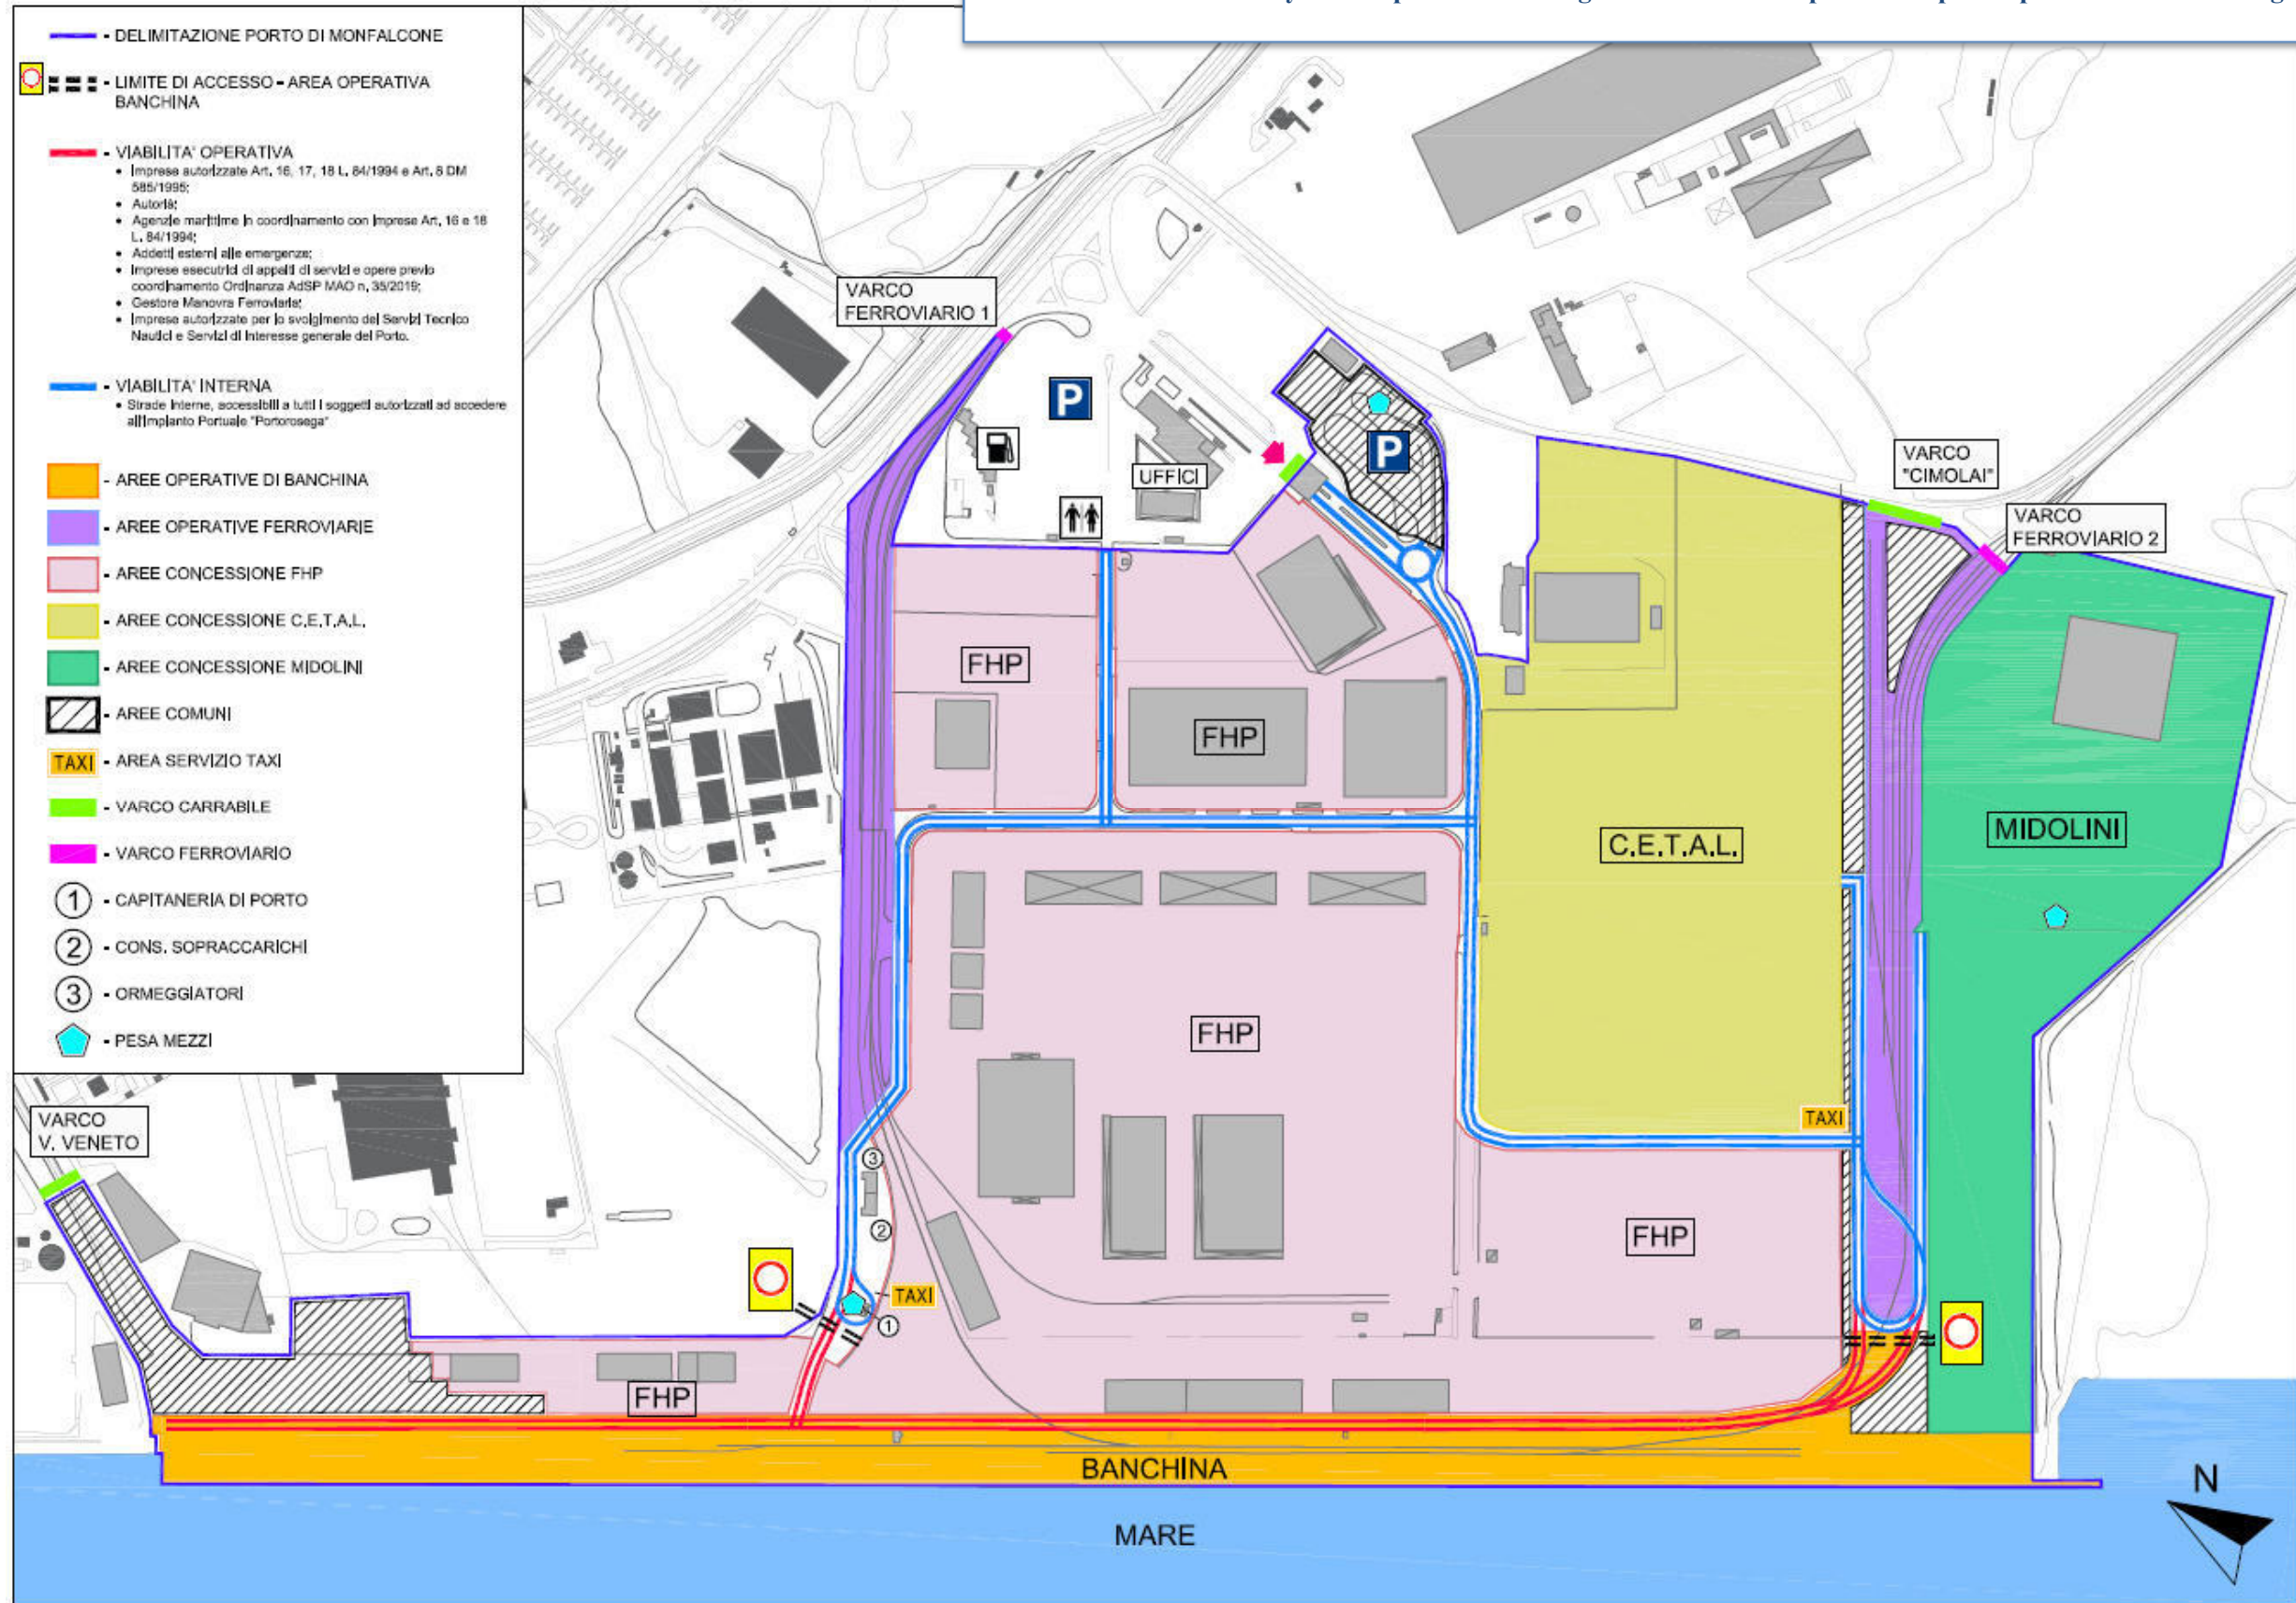 - DELIMITAZIONE PORTO DI MONFALCONE
- LIMITE DI ACCESSO - AREA OPERATIVA
BANCHINA
- VIABILITA' OPERATIVA
• Imprese autorizzate Art. 16, 17, 18 L. 84/1994 e Art. 8 DM
585/1995;
• Autorià;
• Agenzie marittime in coordinamento con imprese Art. 16 e 18
L. 84/1994;
• Addetti esterni alle emergenze;
• Imprese esecutrici di appalti di servizi e opere previo
coordinamento Ordinanza AdSP MAO n. 35/2019;
• Gestore Manovra Ferroviaria;
• Imprese autorizzate per lo svolgimento dei Servizi Tecnico
Nautici e Servizi di Interesse generale del Porto.
- VIABILITA' INTERNA
• Strade interne, accessibili a tutti i soggetti autorizzati ad accedere
all'Impianto Portuale "Portorosega"
- AREE OPERATIVE DI BANCHINA
- AREE OPERATIVE FERROVIARIE
- AREE CONCESSIONE FHP
- AREE CONCESSIONE C.E.T.A.L.
- AREE CONCESSIONE MIDOLINI
- AREE COMUNI
TAXI - AREA SERVIZIO TAXI
- VARCO CARRABILE
- VARCO FERROVIARIO
1 - CAPITANERIA DI PORTO
2 - CONS. SOPRACCARICHI
3 - ORMEGGIATORI
- PESA MEZZI
VARCO
FERROVIARIO 1
P
UFFICI
P
VARCO
"CIMOLAI"
VARCO
FERROVIARIO 2
FHP
FHP
C.E.T.A.L.
MIDOLINI
FHP
TAXI
VARCO
V. VENETO
3
2
FHP
TAXI
1
FHP
BANCHINA
MARE
N